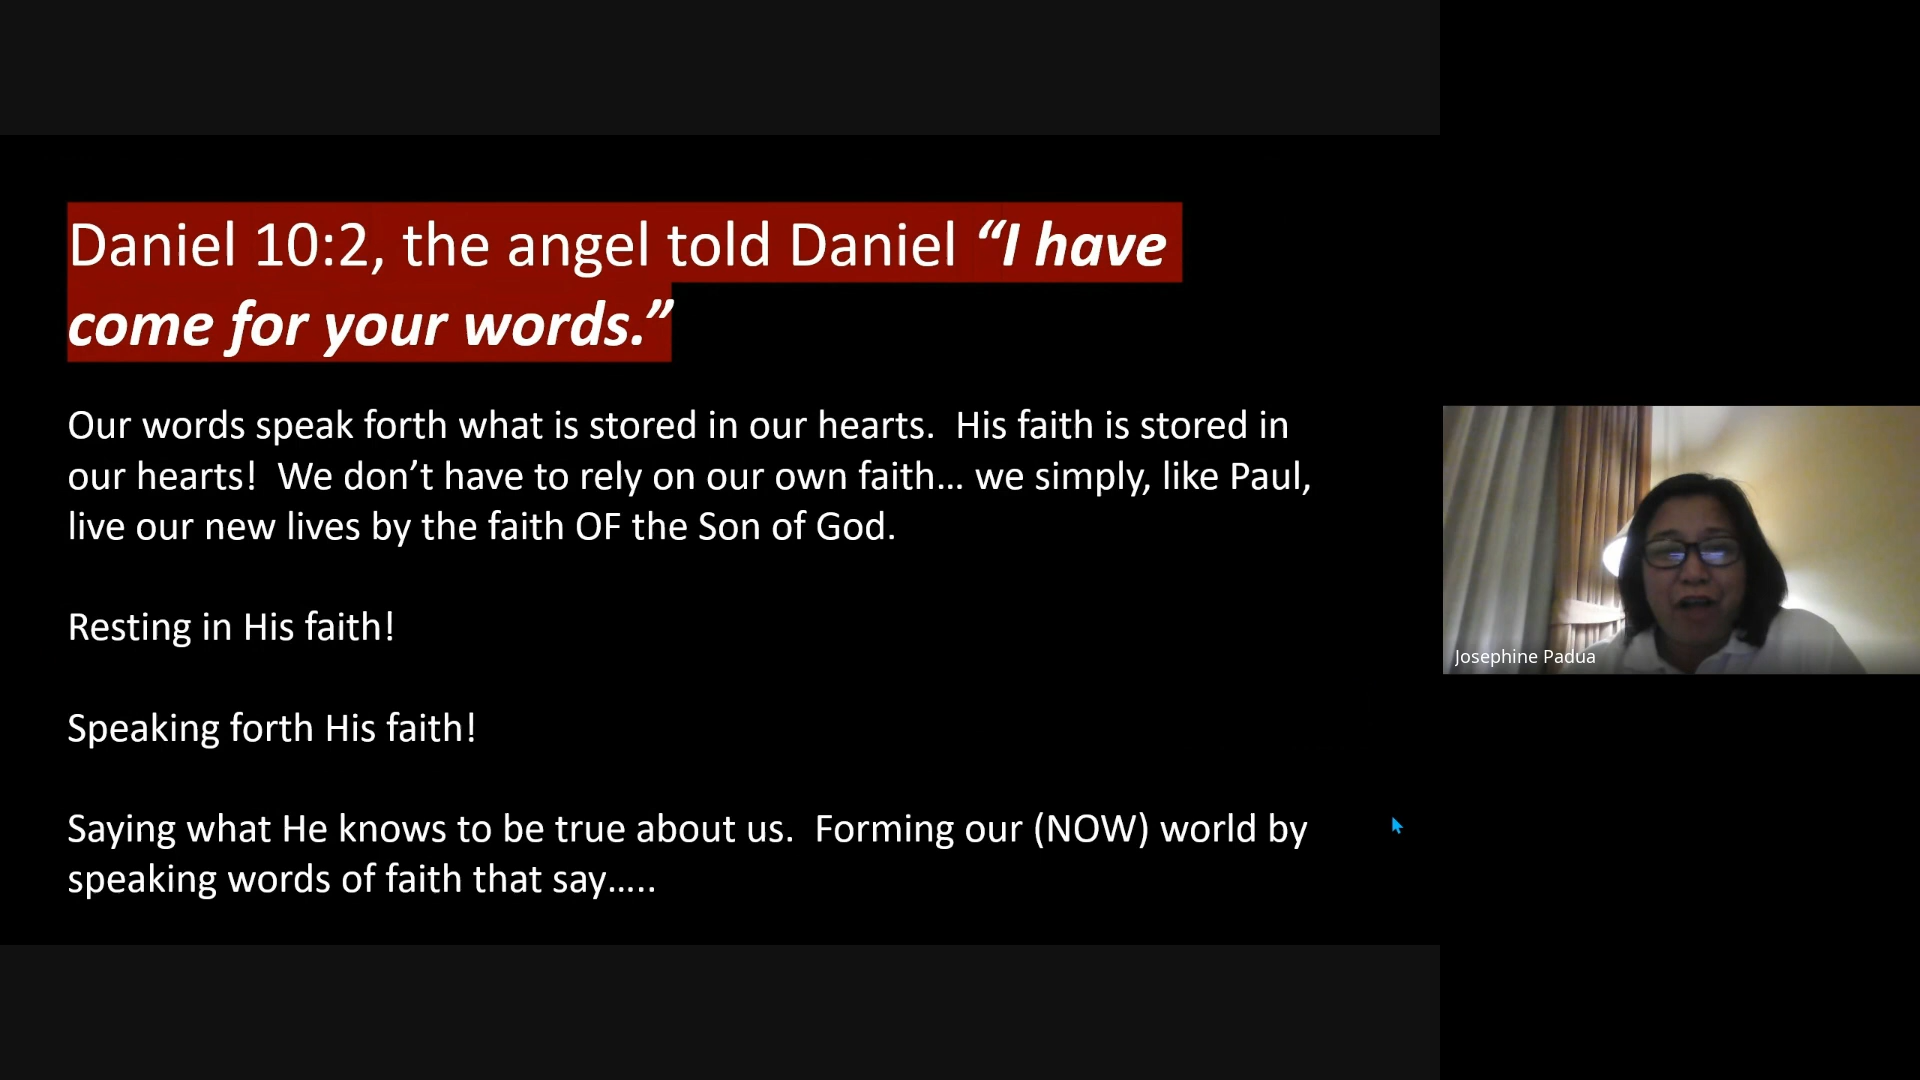 Daniel 10:2, the angel told Daniel “I have
come for your words.”
Our words speak forth what is stored in our hearts.  His faith is stored in
our hearts!  We don’t have to rely on our own faith… we simply, like Paul,
live our new lives by the faith OF the Son of God.
Resting in His faith!
Speaking forth His faith!
Saying what He knows to be true about us.  Forming our (NOW) world by
speaking words of faith that say…..
Josephine Padua